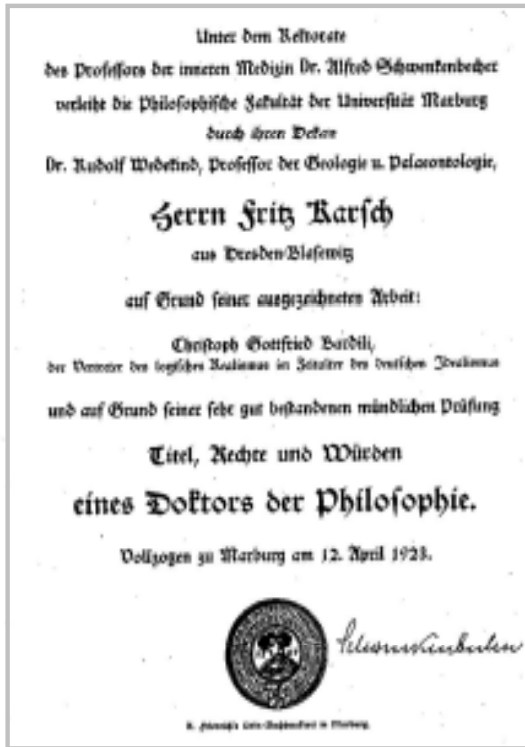 Unter dem Rektorate
des Professors der inneren Medizin Dr. Alfred Schwenkenbecher
verleiht die Philosophische Fakultät der Universität Marburg
durch ihren Dekan
Dr. Rudolf Wedekind, Professor der Geologie u. Palaeontologie,
Herrn Fritz Karsch
aus Dresden-Blasewitz
auf Grund seiner ausgezeichneten Arbeit:
Christoph Gottfried Bardili,
der Vertreter des logischen Realismus im Zeitalter des deutschen Idealismus
und auf Grund seiner sehr gut bestandenen mündlichen Prüfung
Titel, Rechte und Würden
eines Doktors der Philosophie.
Vollzogen zu Marburg am 12. April 1923.
Schwenkenbecher
in Marburg.